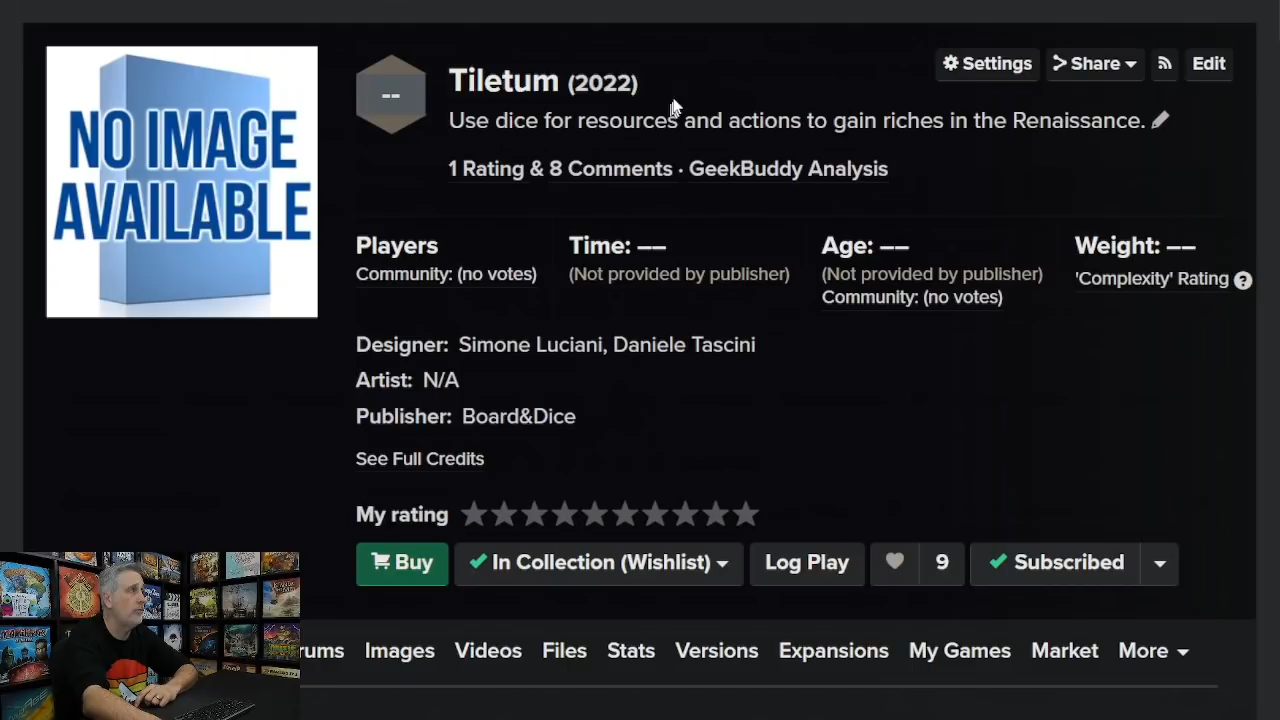 NO IMAGE
AVAILABLE
--
Tiletum (2022)
Use dice for resources and actions to gain riches in the Renaissance.
1 Rating & 8 Comments · GeekBuddy Analysis
Settings
Share
Edit
Players
Community: (no votes)
Time: ––
(Not provided by publisher)
Age: ––
(Not provided by publisher)
Community: (no votes)
Weight: ––
'Complexity' Rating ?
Designer: Simone Luciani, Daniele Tascini
Artist: N/A
Publisher: Board&Dice
See Full Credits
My rating
Buy
In Collection (Wishlist)
Log Play
9
Subscribed
rums
Images
Videos
Files
Stats
Versions
Expansions
My Games
Market
More